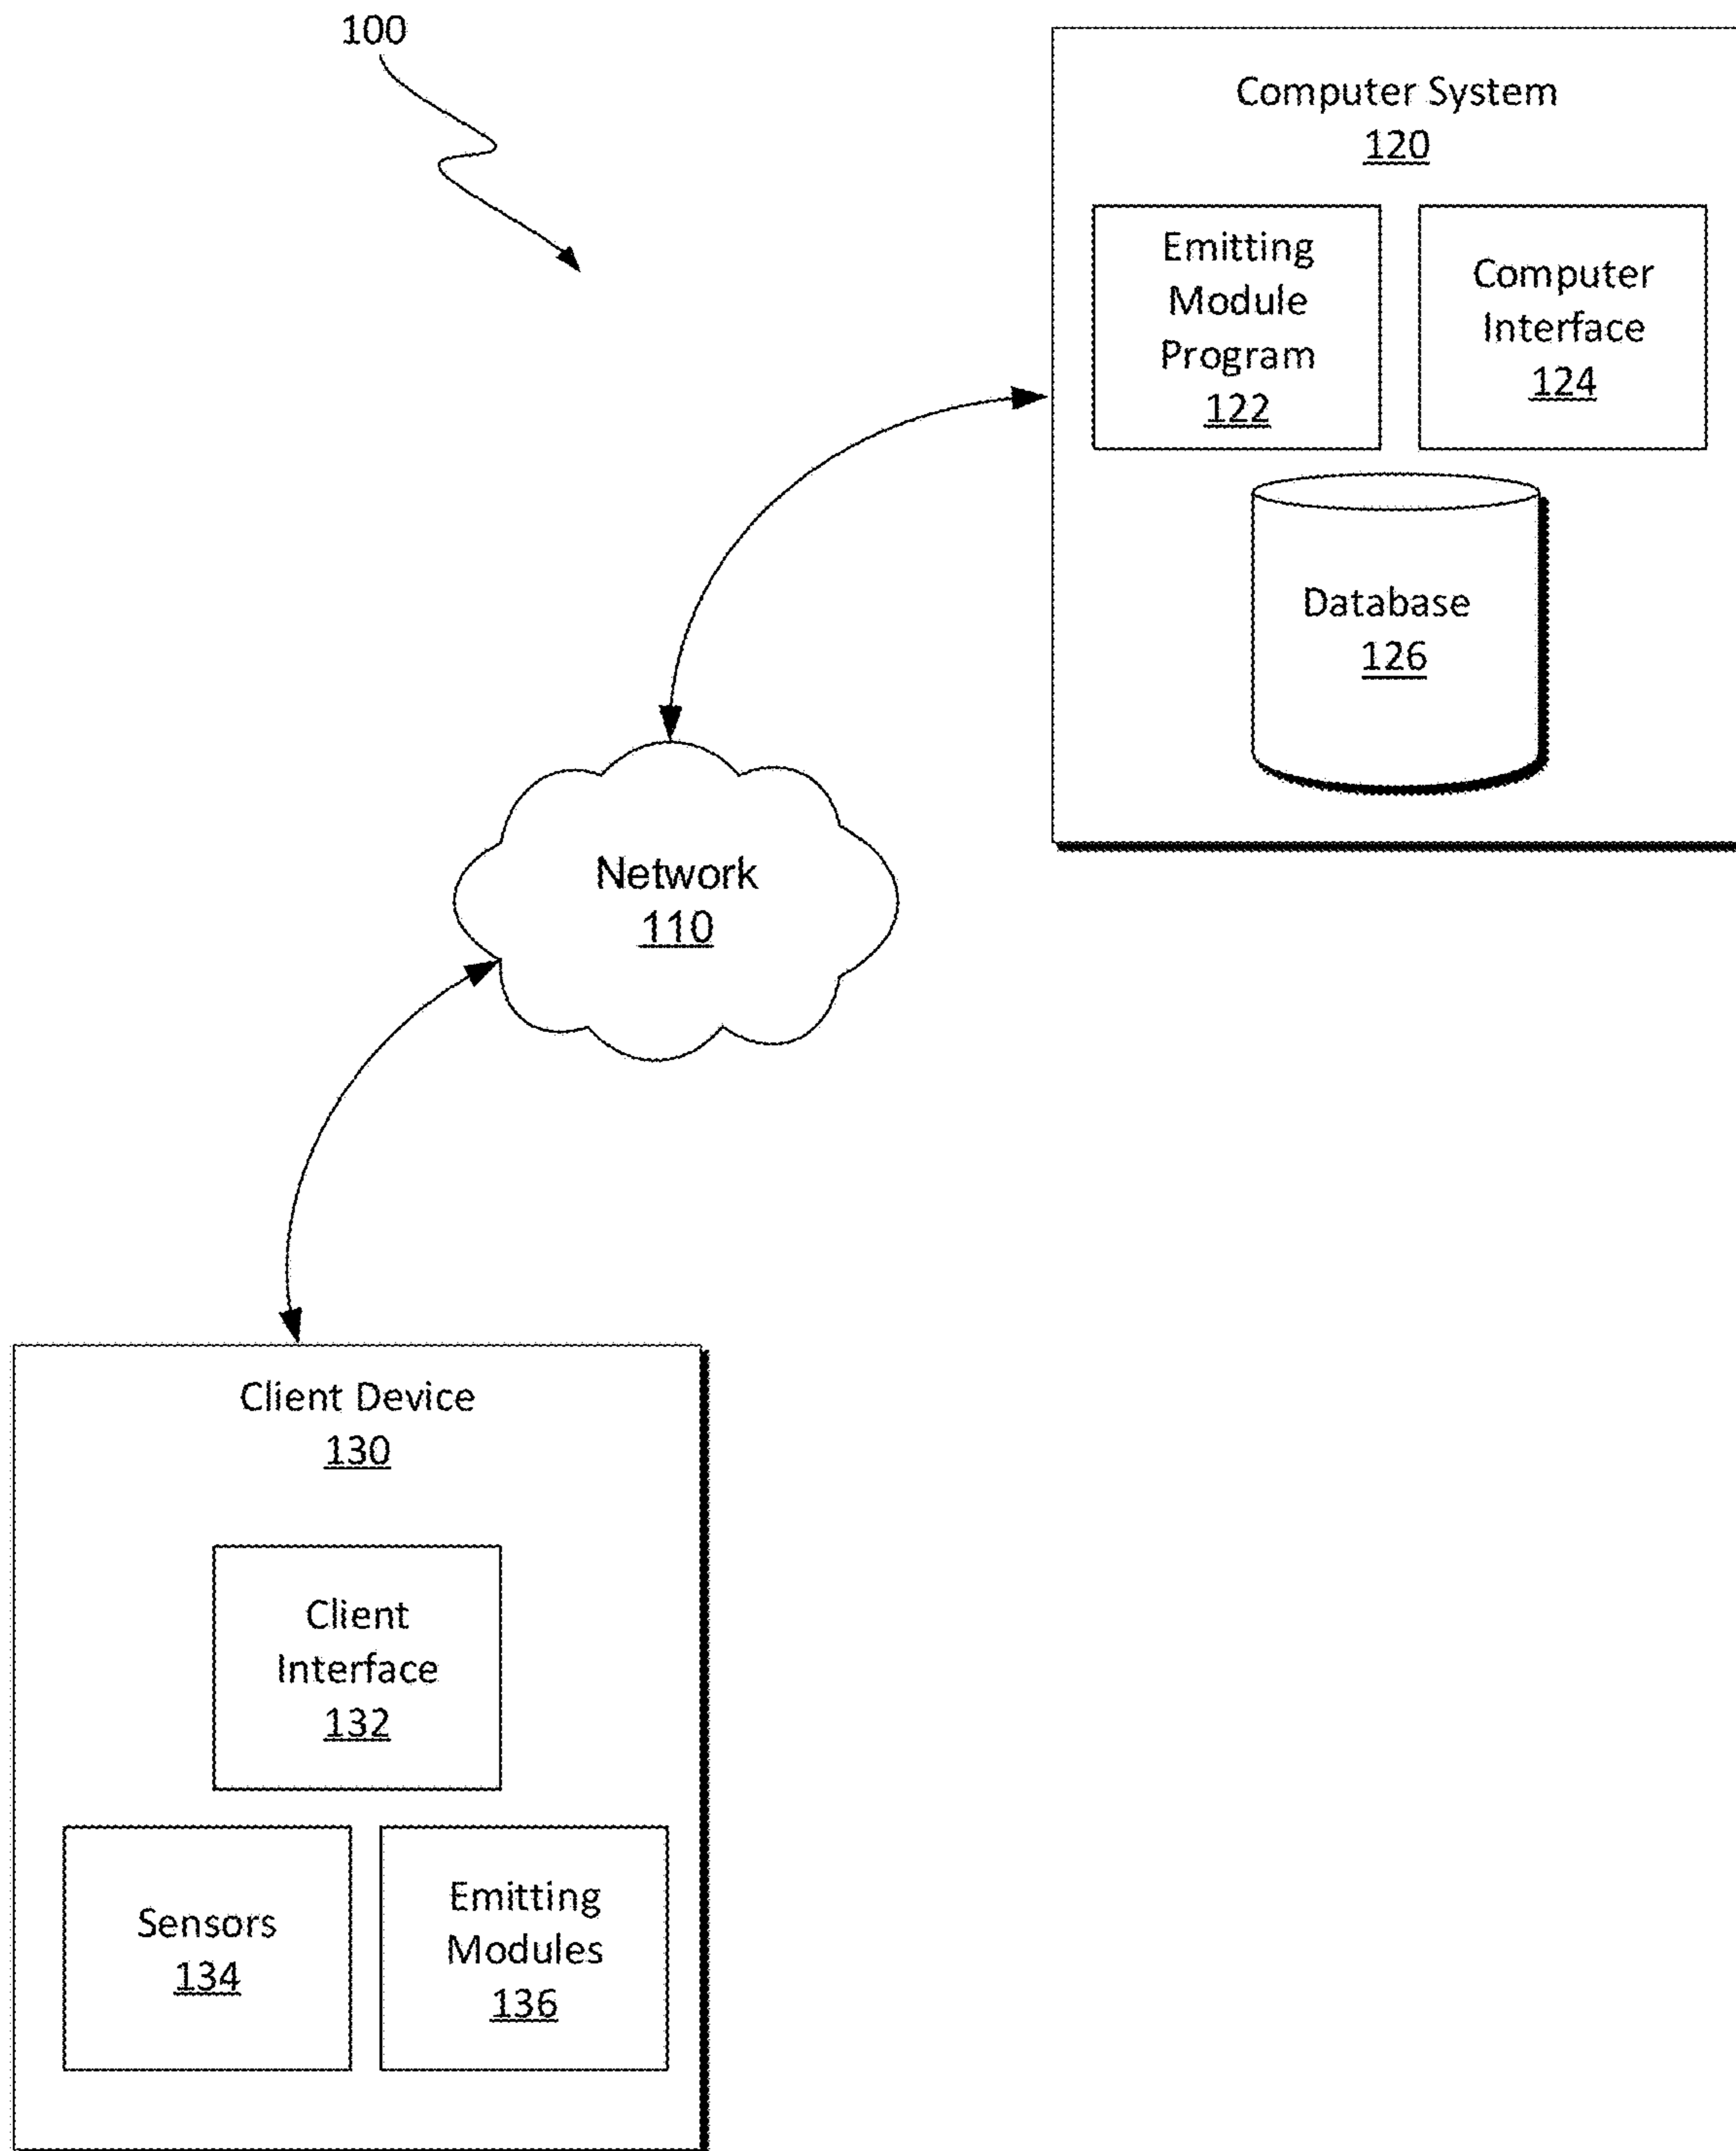 100
Computer System
120
Emitting
Module
Program
122
Computer
Interface
124
Database
126
Network
110
Client Device
130
Client
Interface
132
Sensors
134
Emitting
Modules
136